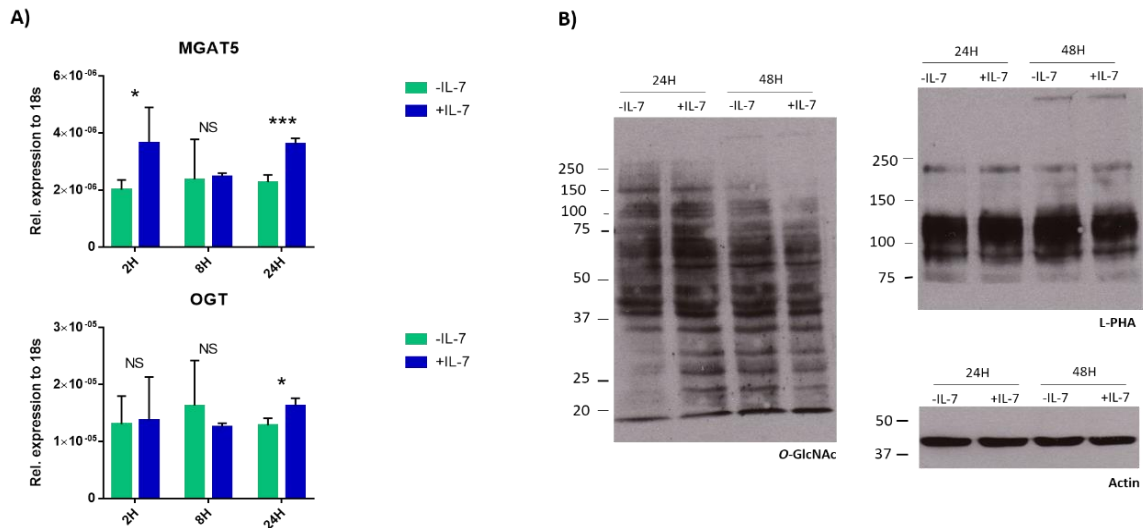 A)
MGAT5
Rel. expression to 18s
6×10⁻⁰⁶
4×10⁻⁰⁶
2×10⁻⁰⁶
0
*
NS
***
2H
8H
24H
-IL-7
+IL-7
OGT
Rel. expression to 18s
3×10⁻⁰⁵
2×10⁻⁰⁵
1×10⁻⁰⁵
0
NS
NS
*
2H
8H
24H
-IL-7
+IL-7
B)
24H 48H
-IL-7 +IL-7 -IL-7 +IL-7
250
150
100
75
50
37
25
20
O-GlcNAc
24H 48H
-IL-7 +IL-7 -IL-7 +IL-7
250
150
100
75
L-PHA
24H 48H
-IL-7 +IL-7 -IL-7 +IL-7
50
37
Actin